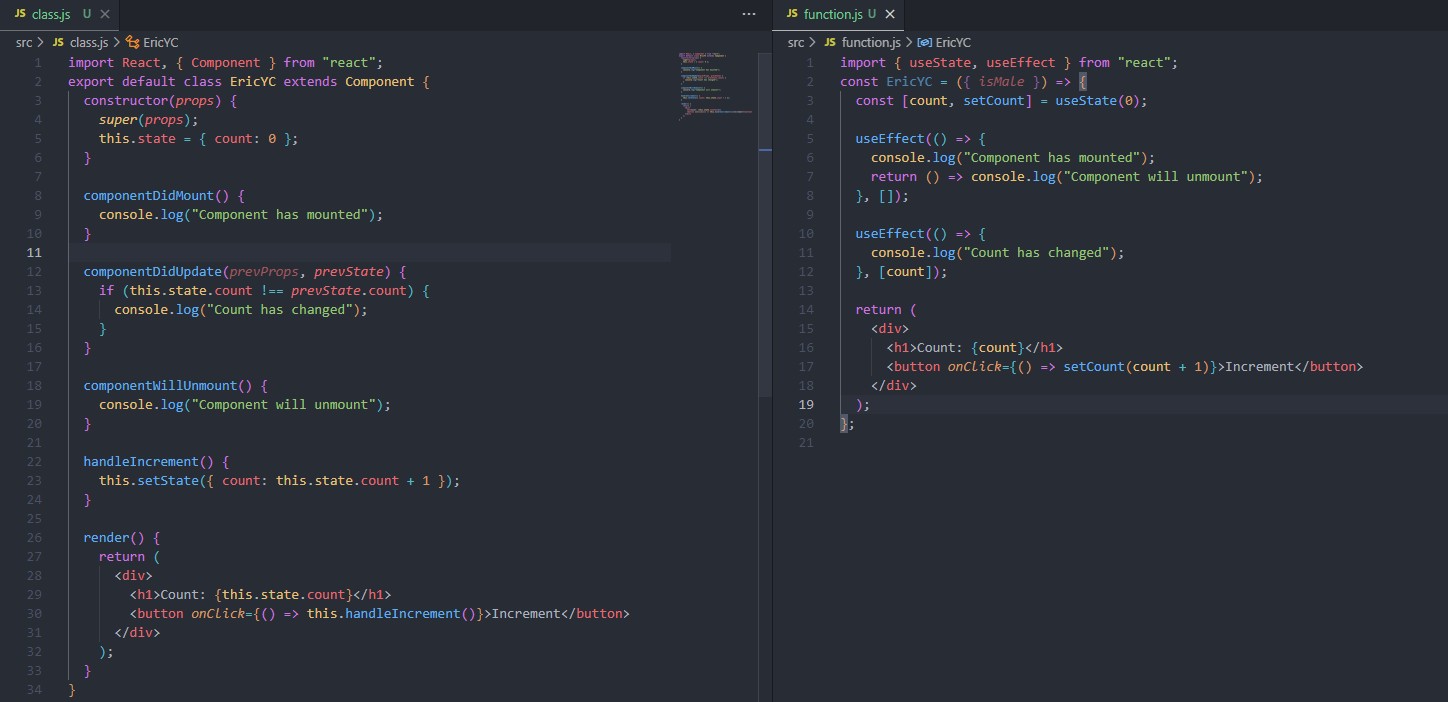 JS class.js U ×
src > JS class.js > EricYC
1 import React, { Component } from "react";
2 export default class EricYC extends Component {
3   constructor(props) {
4     super(props);
5     this.state = { count: 0 };
6   }
7
8   componentDidMount() {
9     console.log("Component has mounted");
10   }
11
12   componentDidUpdate(prevProps, prevState) {
13     if (this.state.count !== prevState.count) {
14       console.log("Count has changed");
15     }
16   }
17
18   componentWillUnmount() {
19     console.log("Component will unmount");
20   }
21
22   handleIncrement() {
23     this.setState({ count: this.state.count + 1 });
24   }
25
26   render() {
27     return (
28       <div>
29         <h1>Count: {this.state.count}</h1>
30         <button onClick={() => this.handleIncrement()}>Increment</button>
31       </div>
32     );
33   }
34 }
JS function.js U ×
src > JS function.js > EricYC
1 import { useState, useEffect } from "react";
2 const EricYC = ({ isMale }) => {
3   const [count, setCount] = useState(0);
4
5   useEffect(() => {
6     console.log("Component has mounted");
7     return () => console.log("Component will unmount");
8   }, []);
9
10   useEffect(() => {
11     console.log("Count has changed");
12   }, [count]);
13
14   return (
15     <div>
16       <h1>Count: {count}</h1>
17       <button onClick={() => setCount(count + 1)}>Increment</button>
18     </div>
19   );
20 };
21